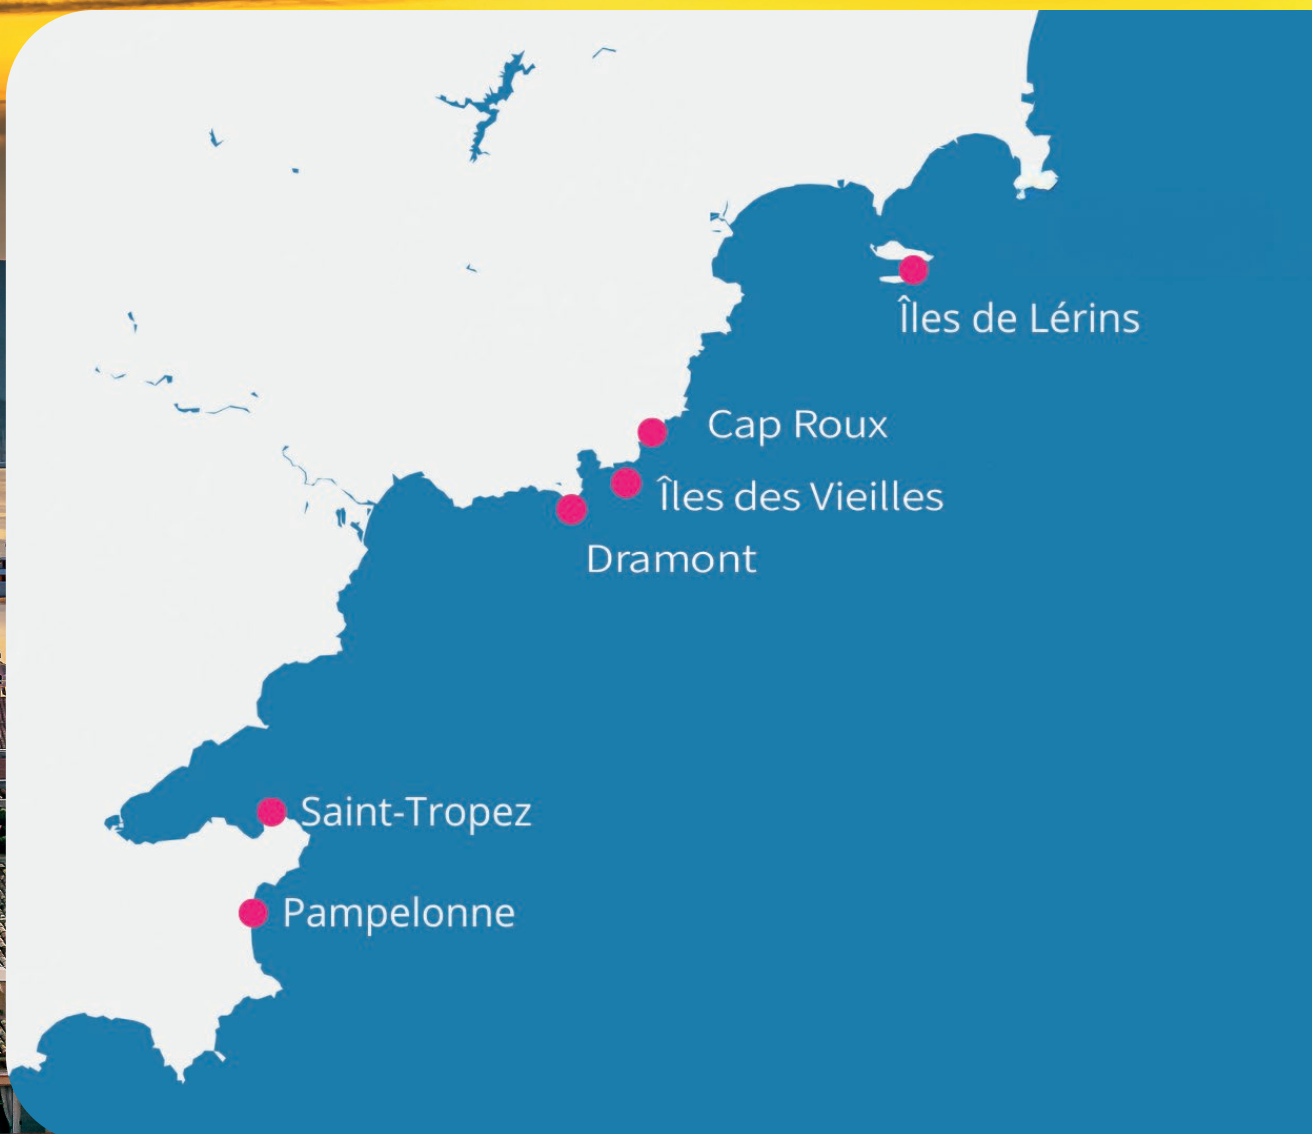 Îles de Lérins
Cap Roux
Îles des Vieilles
Dramont
Saint-Tropez
Pampelonne